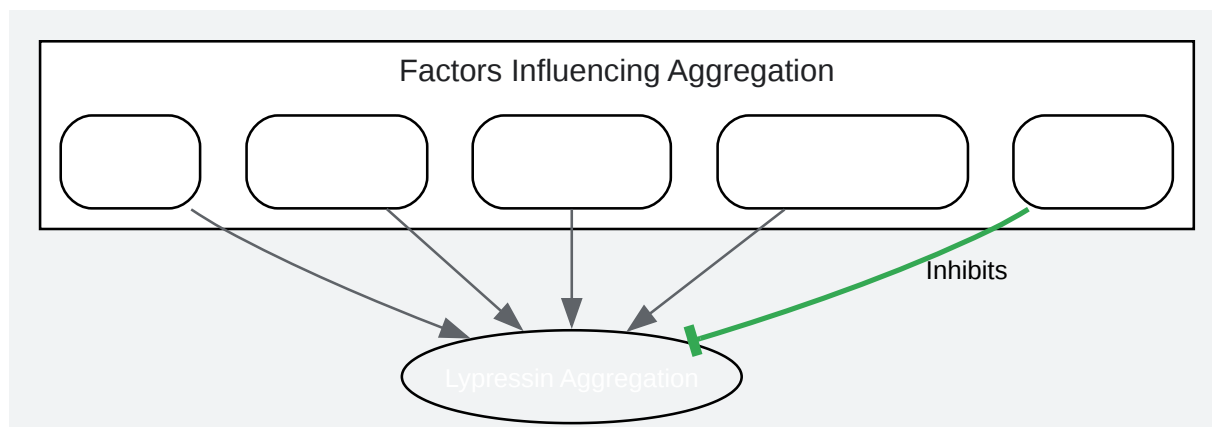 Factors Influencing Aggregation
Inhibits
Lypressin Aggregation